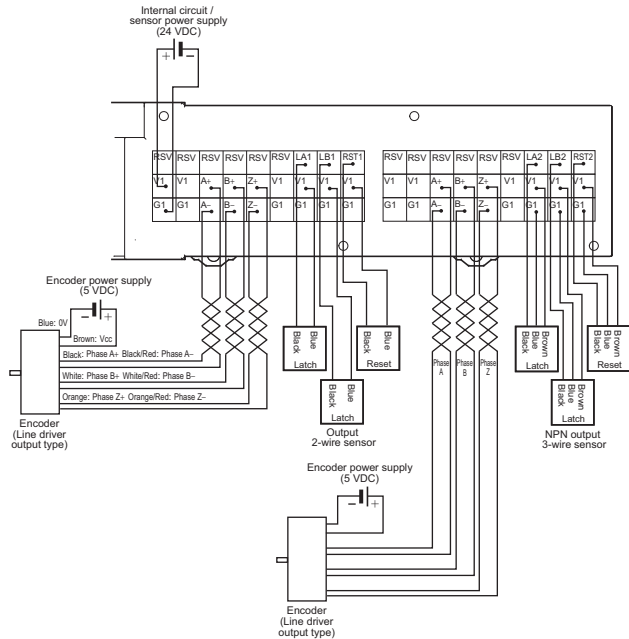 Internal circuit /
sensor power supply
(24 VDC)
+ −
RSV RSV RSV RSV RSV RSV LA1 LB1 RST1
V1 V1 A+ B+ Z+ V1 V1 V1 V1
G1 G1 A− B− Z− G1 G1 G1 G1
RSV RSV RSV RSV RSV RSV LA2 LB2 RST2
V1 V1 A+ B+ Z+ V1 V1 V1 V1
G1 G1 A− B− Z− G1 G1 G1 G1
Encoder power supply
(5 VDC)
− +
Blue: 0V
Brown: Vcc
Black: Phase A+ Black/Red: Phase A−
White: Phase B+ White/Red: Phase B−
Orange: Phase Z+ Orange/Red: Phase Z−
Encoder
(Line driver
output type)
Black
Blue
Latch
Black
Blue
Latch
Black
Blue
Reset
Output
2-wire sensor
Phase A
Phase B
Phase Z
Black
Blue
Brown
Latch
Black
Blue
Brown
Latch
Black
Blue
Brown
Reset
NPN output
3-wire sensor
Encoder power supply
(5 VDC)
− +
Encoder
(Line driver
output type)